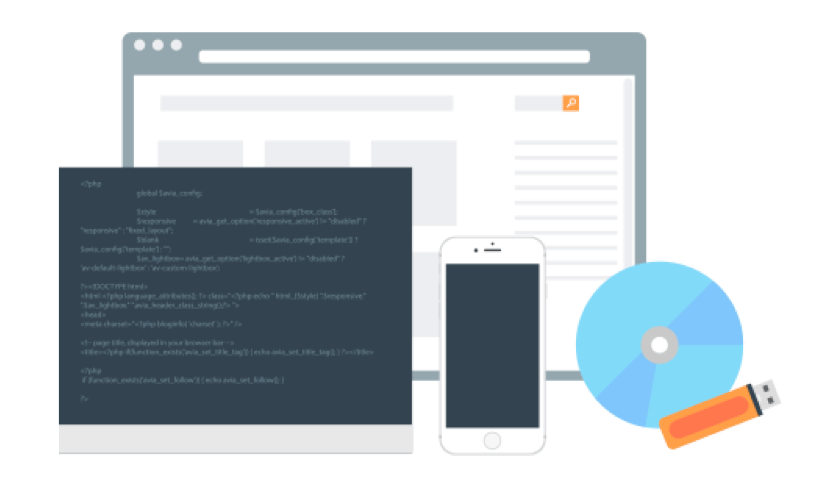 <?php
global $avia_config;
$style = $avia_config['box_class'];
$responsive = avia_get_option('responsive_active') != "disabled" ?
"responsive" : "fixed_layout";
$blank = isset($avia_config['template']) ?
$avia_config['template'] : "";
$av_lightbox= avia_get_option('lightbox_active') != "disabled" ?
'av-default-lightbox' : 'av-custom-lightbox';
?><!DOCTYPE html>
<html <?php language_attributes(); ?> class="<?php echo " html_{$style} ".$responsive."
".$av_lightbox." ".avia_header_class_string();?> ">
<head>
<meta charset="<?php bloginfo( 'charset' ); ?>" />
<!-- page title, displayed in your browser bar -->
<title><?php if(function_exists('avia_set_title_tag')) { echo avia_set_title_tag(); } ?></title>
<?php
if (function_exists('avia_set_follow')) { echo avia_set_follow(); }
?>